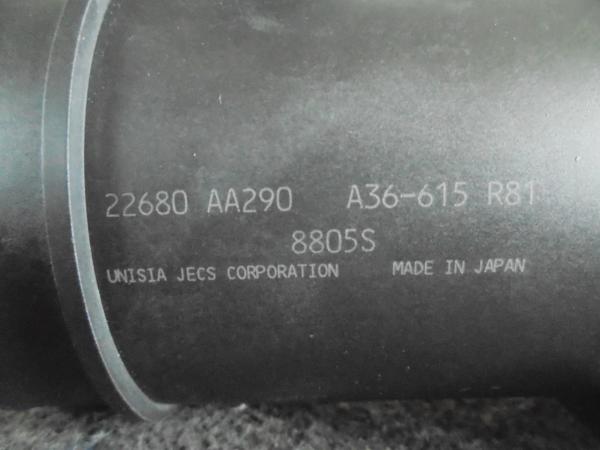 22680 AA290 A36-615 R81
8805S
UNISIA JECS CORPORATION MADE IN JAPAN